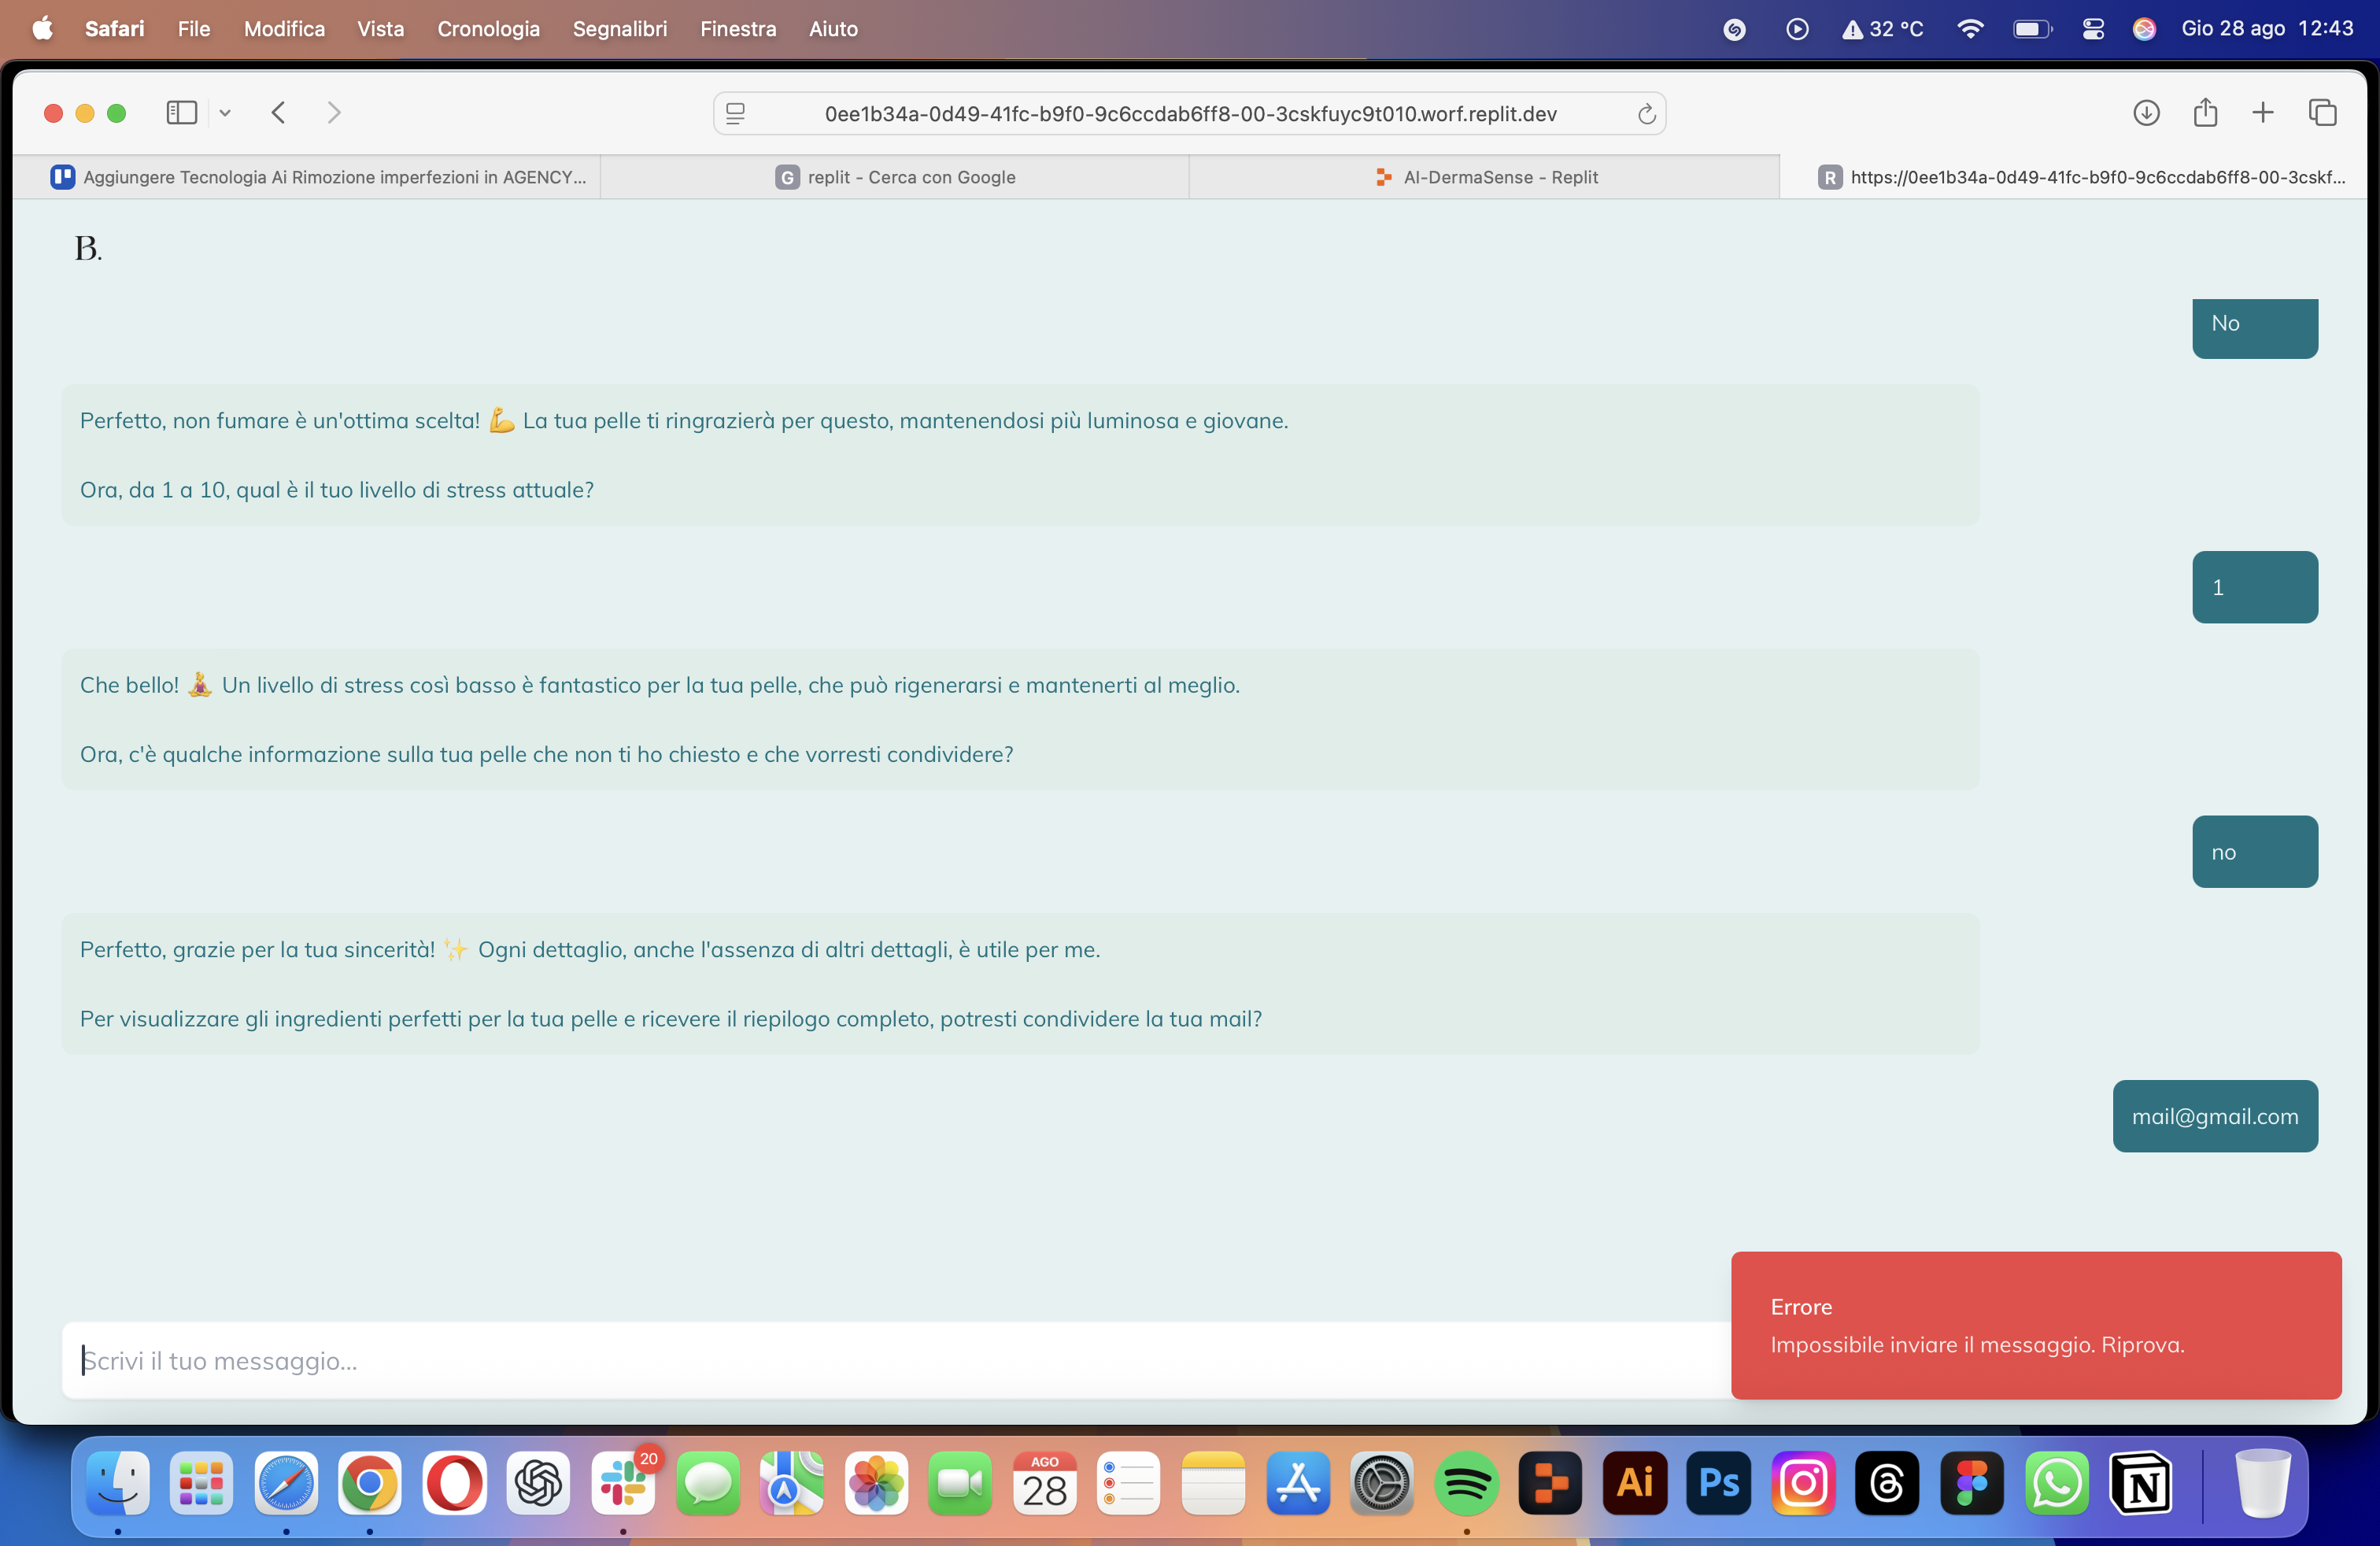 Safari File Modifica Vista Cronologia Segnalibri Finestra Aiuto 32 °C Gio 28 ago 12:43
0ee1b34a-0d49-41fc-b9f0-9c6ccdab6ff8-00-3cskfuyc9t010.worf.replit.dev
Aggiungere Tecnologia Ai Rimozione imperfezioni in AGENCY... G replit - Cerca con Google AI-DermaSense - Replit R https://0ee1b34a-0d49-41fc-b9f0-9c6ccdab6ff8-00-3cskf...
B.
No
Perfetto, non fumare è un'ottima scelta! 💪 La tua pelle ti ringrazierà per questo, mantenendosi più luminosa e giovane.
Ora, da 1 a 10, qual è il tuo livello di stress attuale?
1
Che bello! 🧘 Un livello di stress così basso è fantastico per la tua pelle, che può rigenerarsi e mantenerti al meglio.
Ora, c'è qualche informazione sulla tua pelle che non ti ho chiesto e che vorresti condividere?
no
Perfetto, grazie per la tua sincerità! ✨ Ogni dettaglio, anche l'assenza di altri dettagli, è utile per me.
Per visualizzare gli ingredienti perfetti per la tua pelle e ricevere il riepilogo completo, potresti condividere la tua mail?
mail@gmail.com
Errore
Impossibile inviare il messaggio. Riprova.
Scrivi il tuo messaggio...
20
AGO
28
Ai
Ps
N